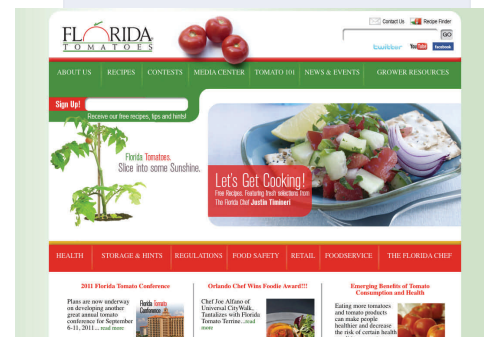 Contact Us Recipe Finder
FLORIDA
TOMATOES
GO
twitter YouTube facebook
ABOUT US RECIPES CONTESTS MEDIA CENTER TOMATO 101 NEWS & EVENTS GROWER RESOURCES
Sign Up!
Receive our free recipes, tips and hints!
Florida Tomatoes.
Slice into some Sunshine.
Let's Get Cooking!
Free Recipes. Featuring fresh selections from
The Florida Chef Justin Timineri
HEALTH STORAGE & HINTS REGULATIONS FOOD SAFETY RETAIL FOODSERVICE THE FLORIDA CHEF
2011 Florida Tomato Conference
Plans are now underway
on developing another
great annual tomato
conference for September
6-11, 2011... read more
Florida Tomato
Conference
Orlando Chef Wins Foodie Award!!!
Chef Joe Alfano of
Universal CityWalk,
Tantalizes with Florida
Tomato Terrine...read
more
Emerging Benefits of Tomato
Consumption and Health
Eating more tomatoes
and tomato products
can make people
healthier and decrease
the risk of certain health